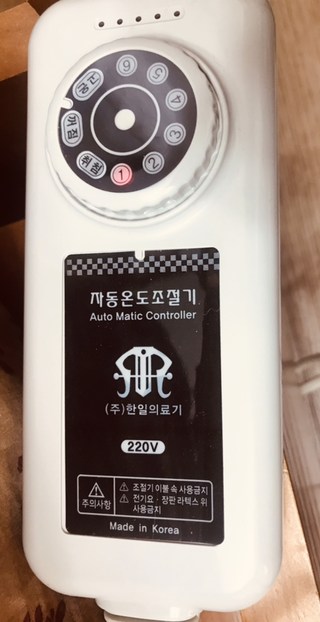 고온
꺼짐
취침
1
2
3
4
5
6
자동온도조절기
Auto Matic Controller
(주)한일의료기
220V
주의사항
조절기 이불 속 사용금지
전기요·장판 라텍스 위
사용금지
Made in Korea